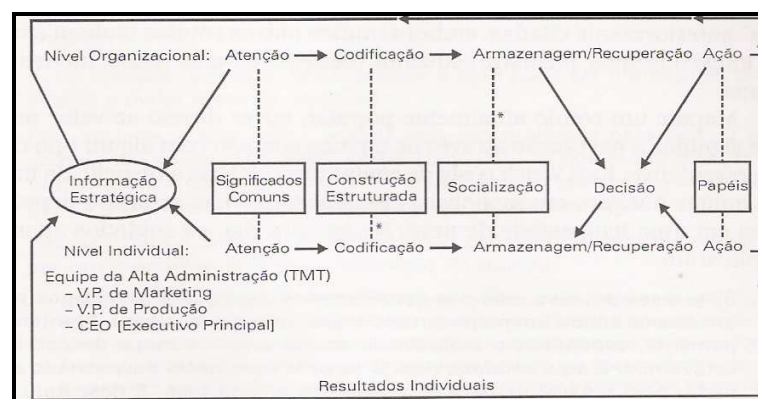 Nível Organizacional: Atenção Codificação Armazenagem/Recuperação Ação
*
Informação
Estratégica
Significados
Comuns
Construção
Estruturada
Socialização
Decisão
Papéis
*
Nível Individual: Atenção Codificação Armazenagem/Recuperação Ação
Equipe da Alta Administração (TMT)
– V.P. de Marketing
– V.P. de Produção
– CEO [Executivo Principal]
Resultados Individuais